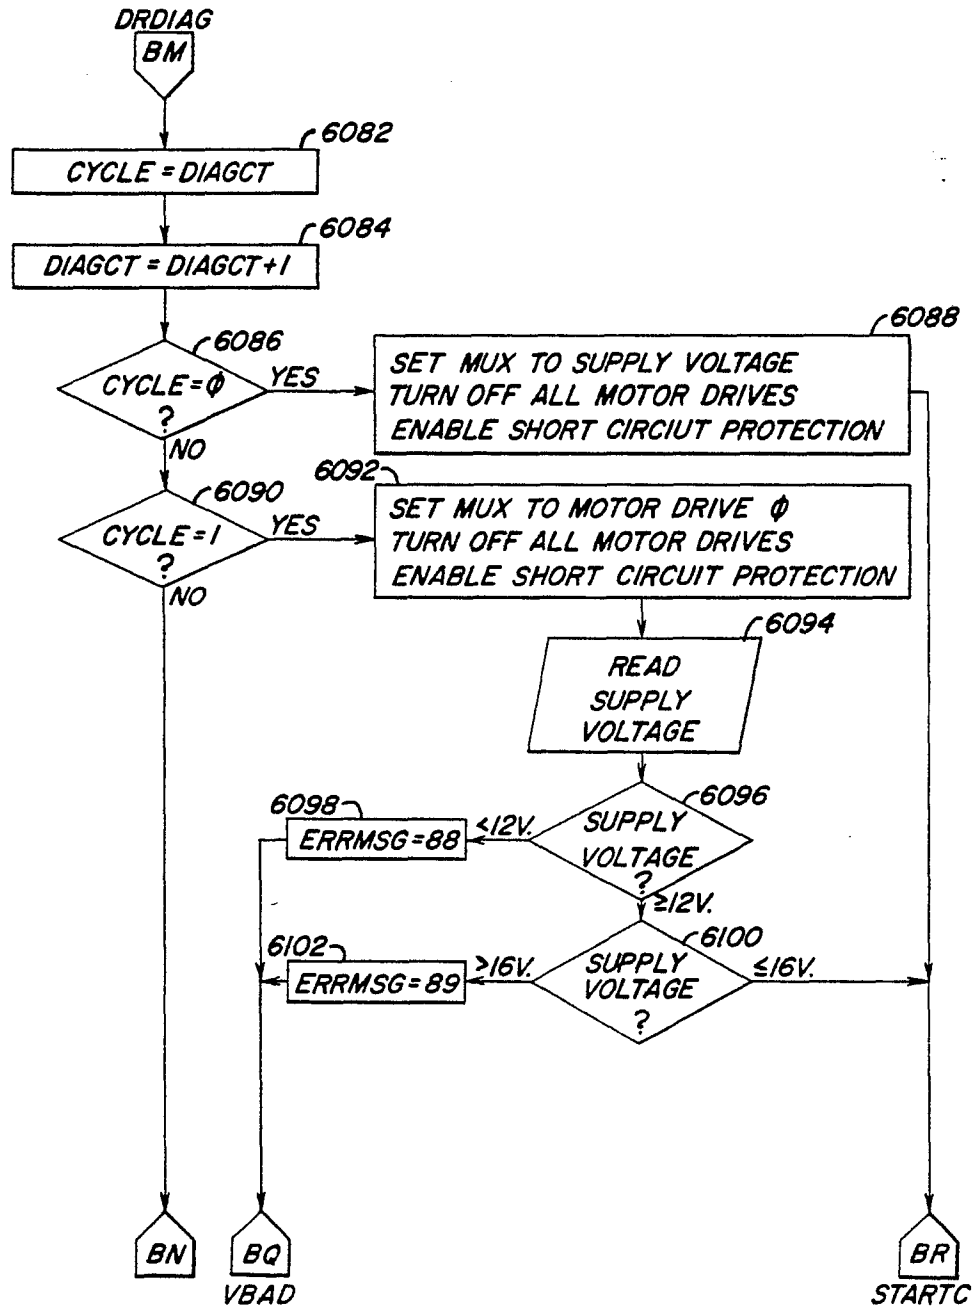 DRDIAG
BM
6082
CYCLE = DIAGCT
6084
DIAGCT = DIAGCT+1
6086
CYCLE=ϕ
?
YES
NO
6088
SET MUX TO SUPPLY VOLTAGE
TURN OFF ALL MOTOR DRIVES
ENABLE SHORT CIRCIUT PROTECTION
6090
CYCLE=1
?
YES
NO
6092
SET MUX TO MOTOR DRIVE ϕ
TURN OFF ALL MOTOR DRIVES
ENABLE SHORT CIRCUIT PROTECTION
6094
READ
SUPPLY
VOLTAGE
6096
SUPPLY
VOLTAGE
?
<12V.
≥12V.
6098
ERRMSG=88
6100
SUPPLY
VOLTAGE
?
>16V.
≤16V.
6102
ERRMSG=89
BN
BQ
VBAD
BR
STARTC